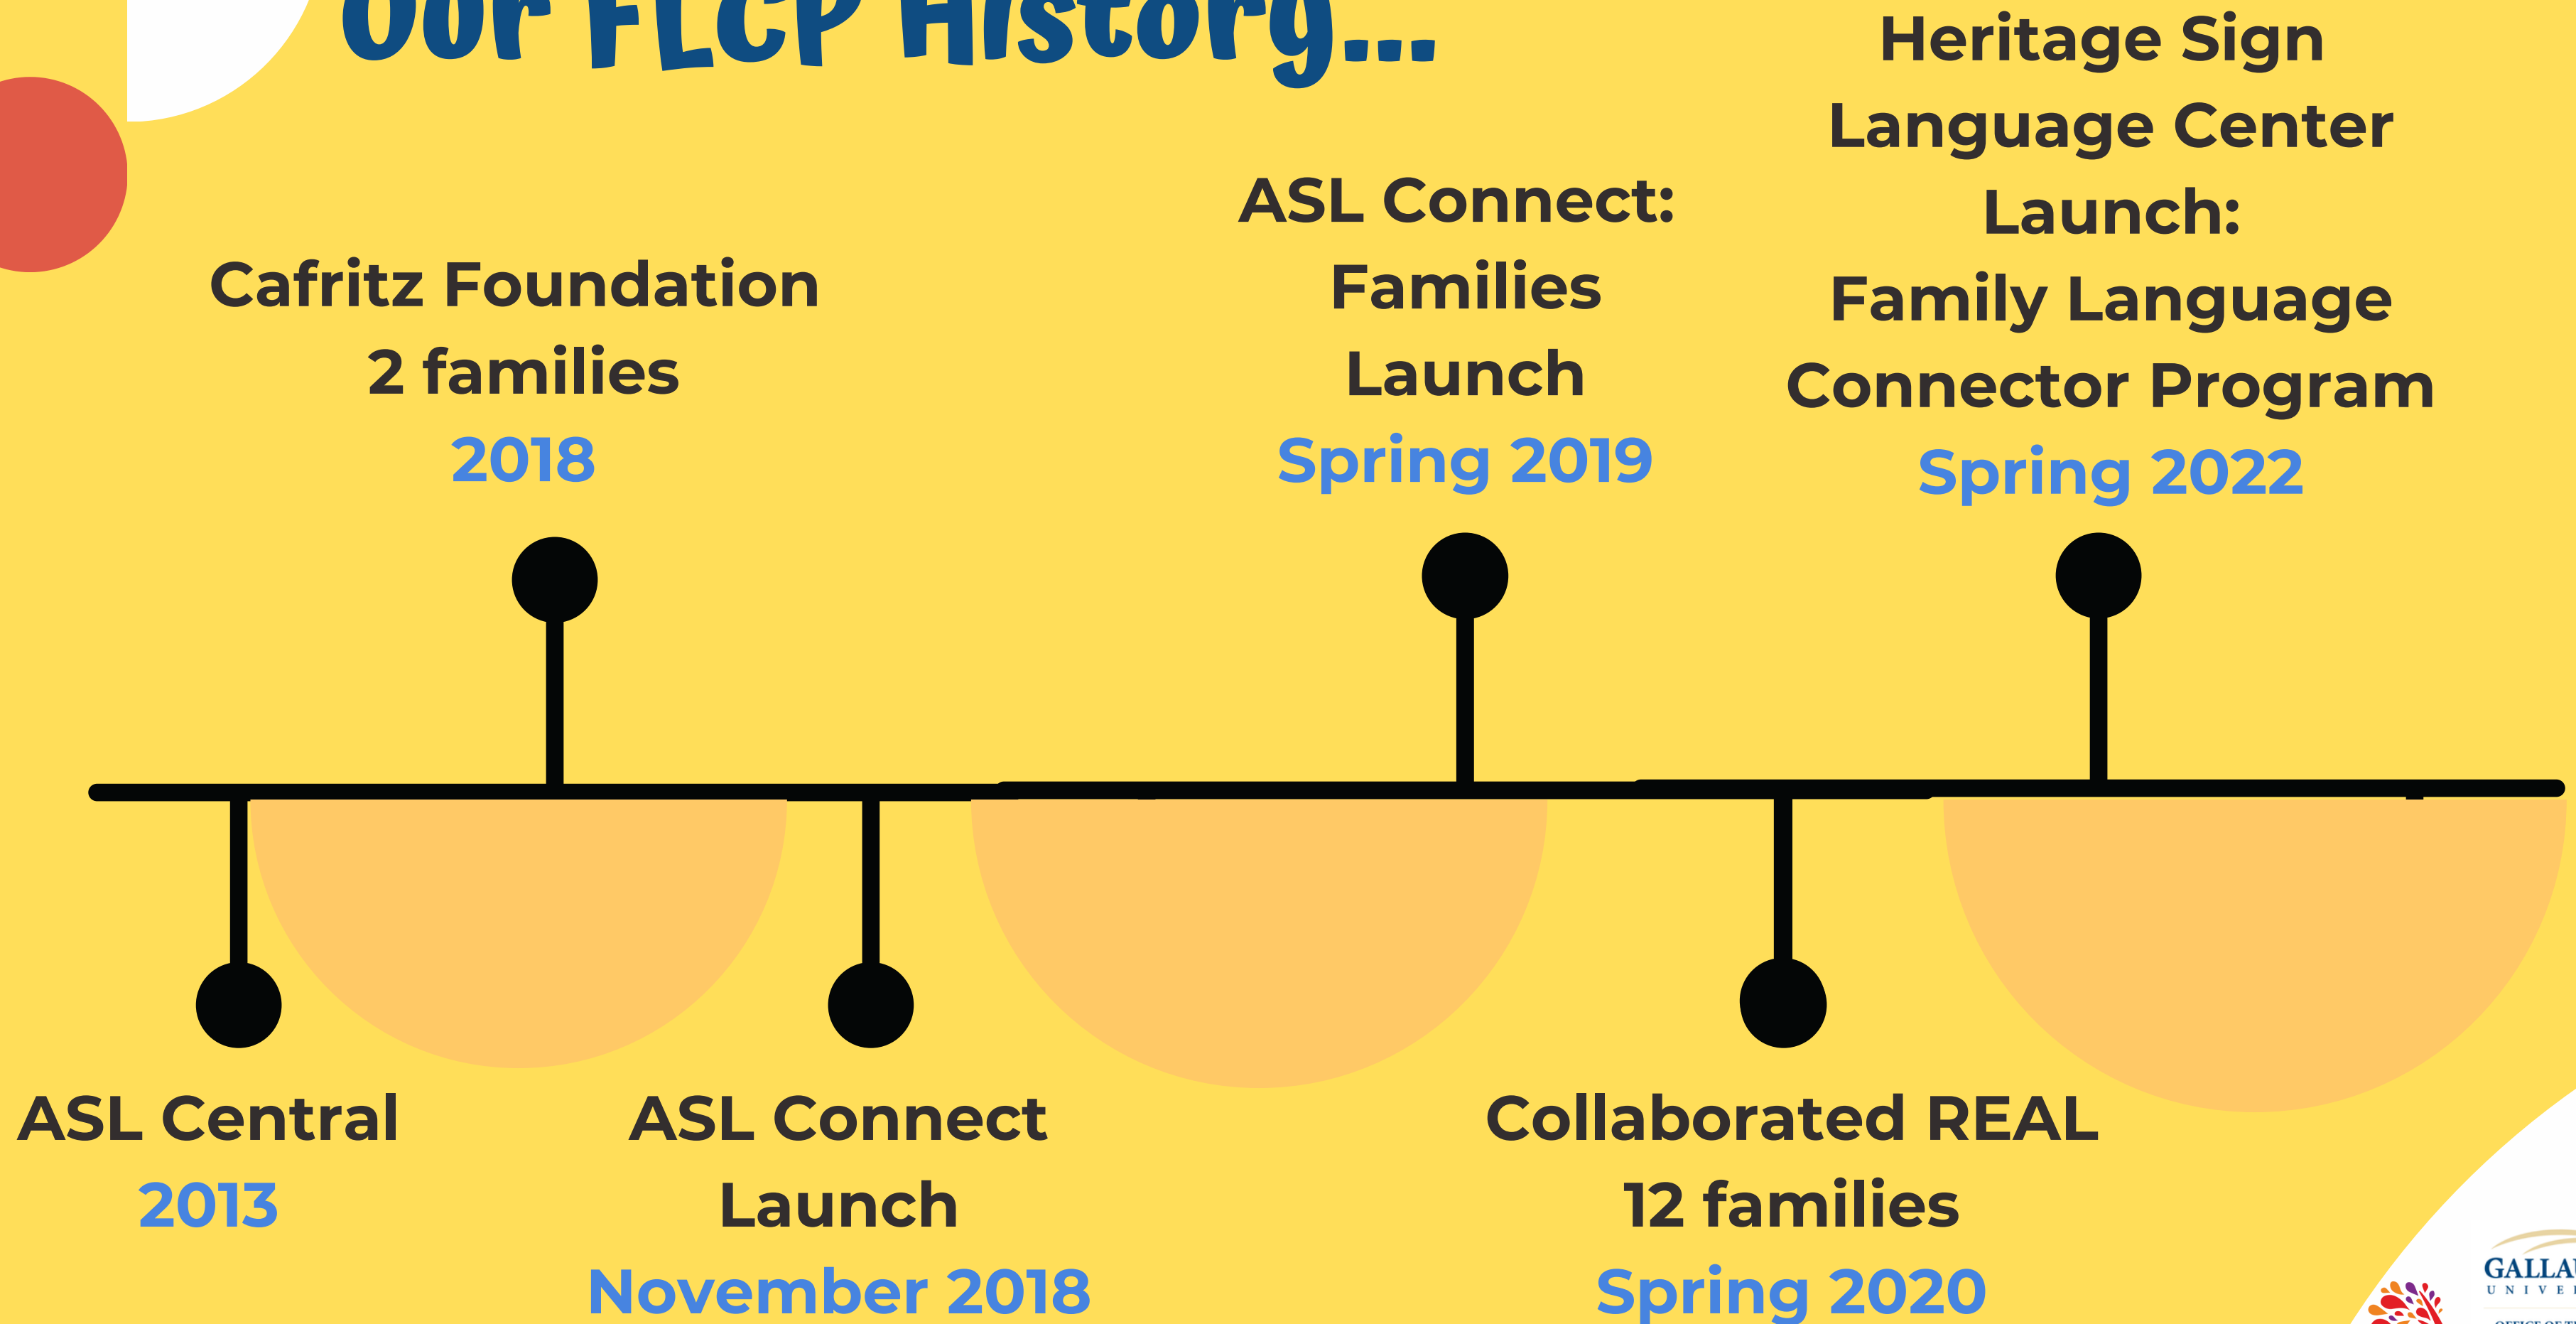 Our FLCP History...
Cafritz Foundation
2 families
2018
ASL Connect:
Families
Launch
Spring 2019
Heritage Sign
Language Center
Launch:
Family Language
Connector Program
Spring 2022
ASL Central
2013
ASL Connect
Launch
November 2018
Collaborated REAL
12 families
Spring 2020